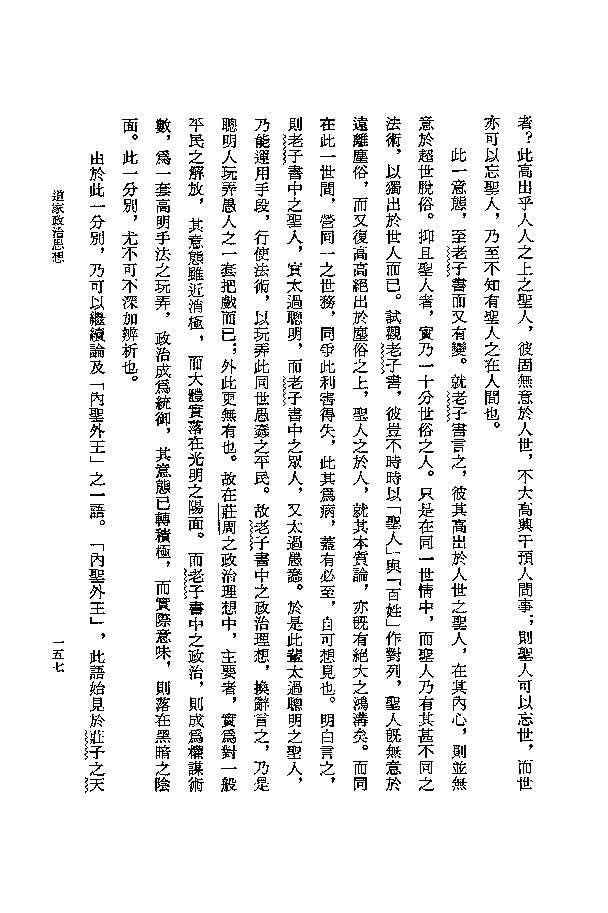 者？此高出乎人人之上之聖人，彼固無意於人世，不大高興干預人間事；則聖人可以忘世，而世
亦可以忘聖人，乃至不知有聖人之在人間也。
此一意態，至老子書而又有變。就老子書言之，彼其高出於人世之聖人，在其內心，則並無
意於超世脫俗。抑且聖人者，實乃一十分世俗之人。只是在同一世情中，而聖人乃有其甚不同之
法術，以獨出於世人而已。試觀老子書，彼豈不時時以「聖人」與「百姓」作對列，聖人既無意於
遠離塵俗，而又復高高絕出於塵俗之上，聖人之於人，就其本質論，亦既有絕大之鴻溝矣。而同
在此一世間，營同一之世務，同爭此利害得失，此其爲病，蓋有必至，自可想見也。明白言之，
則老子書中之聖人，實太過聰明，而老子書中之眾人，又太過愚蠢。於是此輩太過聰明之聖人，
乃能運用手段，行使法術，以玩弄此同世愚蠢之平民。故老子書中之政治理想，換辭言之，乃是
聰明人玩弄愚人之一套把戲而已；外此更無有也。故在莊周之政治理想中，主要者，實爲對一般
平民之解放，其意態雖近消極，而大體實落在光明之陽面。而老子書中之政治，則成爲權謀術
數，爲一套高明手法之玩弄，政治成爲統御，其意態已轉積極，而實際意味，則落在黑暗之陰
面。此一分別，尤不可不深加辨析也。
由於此一分別，乃可以繼續論及「內聖外王」之一語。「內聖外王」，此語始見於莊子之天
道家政治思想
一五七